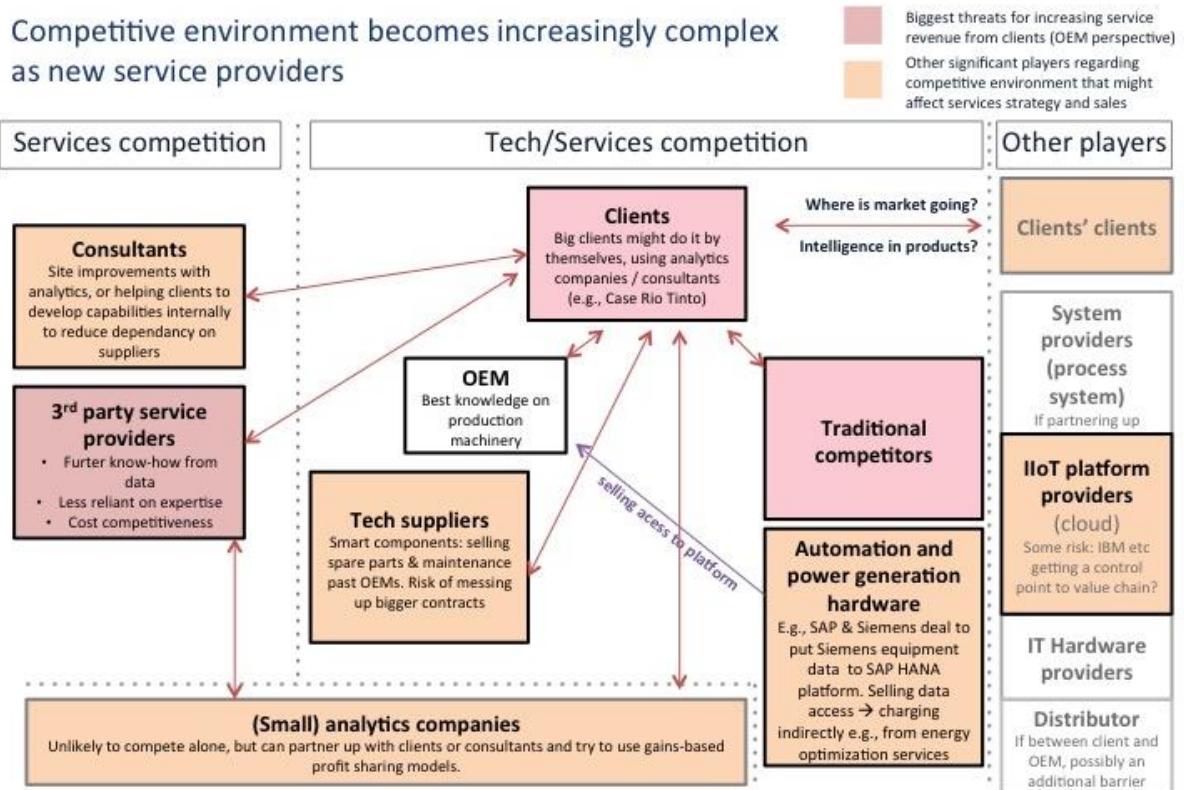 Competitive environment becomes increasingly complex
as new service providers
Biggest threats for increasing service
revenue from clients (OEM perspective)
Other significant players regarding
competitive environment that might
affect services strategy and sales
Services competition
Tech/Services competition
Other players
Consultants
Site improvements with
analytics, or helping clients to
develop capabilities internally
to reduce dependancy on
suppliers
3rd party service
providers
• Furter know-how from
data
• Less reliant on expertise
• Cost competitiveness
Clients
Big clients might do it by
themselves, using analytics
companies / consultants
(e.g., Case Rio Tinto)
Where is market going?
Intelligence in products?
Clients' clients
OEM
Best knowledge on
production
machinery
selling acess to platform
Tech suppliers
Smart components: selling
spare parts & maintenance
past OEMs. Risk of messing
up bigger contracts
Traditional
competitors
Automation and
power generation
hardware
E.g., SAP & Siemens deal to
put Siemens equipment
data to SAP HANA
platform. Selling data
access → charging
indirectly e.g., from energy
optimization services
System
providers
(process
system)
If partnering up
IIoT platform
providers
(cloud)
Some risk: IBM etc
getting a control
point to value chain?
IT Hardware
providers
Distributor
If between client and
OEM, possibly an
additional barrier
(Small) analytics companies
Unlikely to compete alone, but can partner up with clients or consultants and try to use gains-based
profit sharing models.